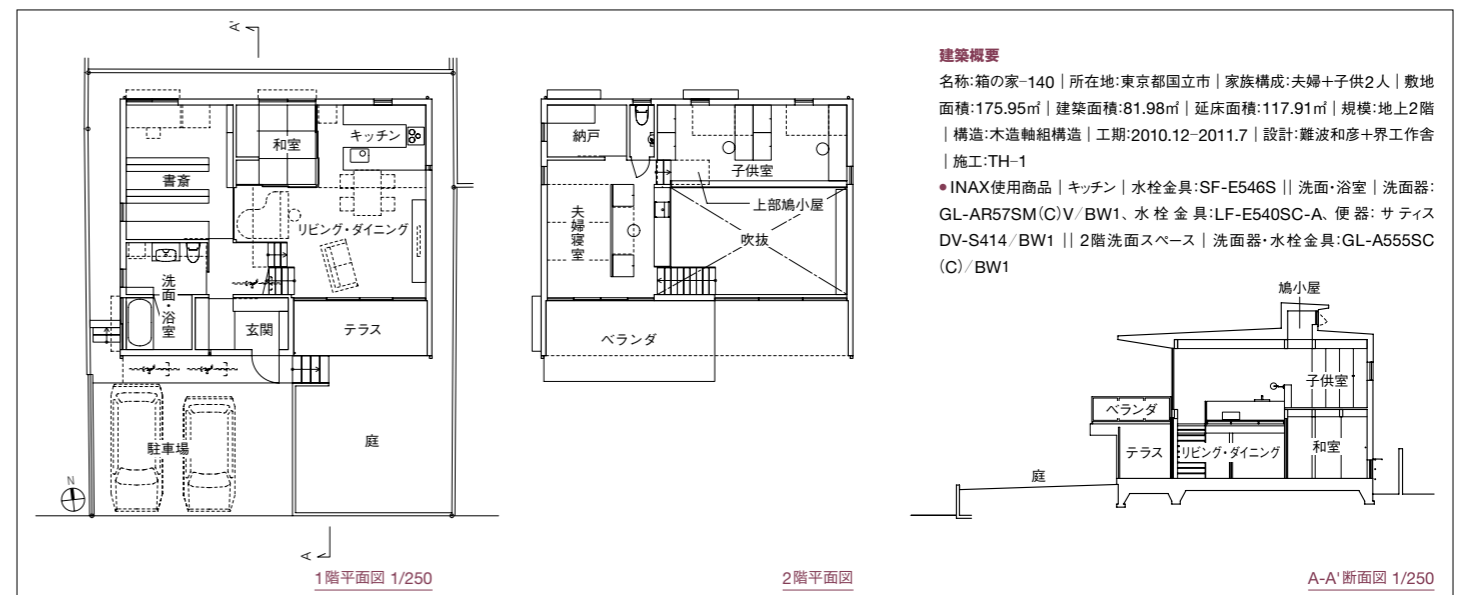 A'
キッチン
和室
書斎
リビング・ダイニング
洗面・浴室
玄関
テラス
駐車場
庭
N
A
1階平面図 1/250
納戸
子供室
上部鳩小屋
夫婦寝室
吹抜
ベランダ
2階平面図
建築概要
名称:箱の家−140｜所在地:東京都国立市｜家族構成:夫婦+子供2人｜敷地
面積:175.95㎡｜建築面積:81.98㎡｜延床面積:117.91㎡｜規模:地上2階
｜構造:木造軸組構造｜工期:2010.12−2011.7｜設計:難波和彦+界工作舎
｜施工:TH−1
●INAX使用商品｜キッチン｜水栓金具:SF-E546S‖洗面・浴室｜洗面器:
GL-AR57SM(C)V/BW1、水栓金具:LF-E540SC-A、便器:サティス
DV-S414/BW1‖2階洗面スペース｜洗面器・水栓金具:GL-A555SC
(C)/BW1
鳩小屋
子供室
ベランダ
テラス
リビング・ダイニング
和室
庭
A-A'断面図 1/250